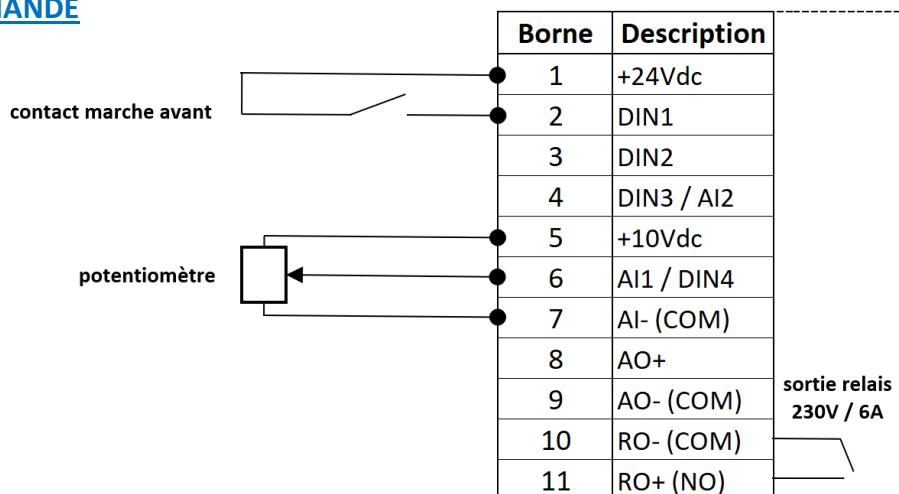 MANDE
Borne Description
1 +24Vdc
contact marche avant
2 DIN1
3 DIN2
4 DIN3 / AI2
5 +10Vdc
potentiomètre
6 AI1 / DIN4
7 AI- (COM)
8 AO+
9 AO- (COM)
sortie relais
230V / 6A
10 RO- (COM)
11 RO+ (NO)